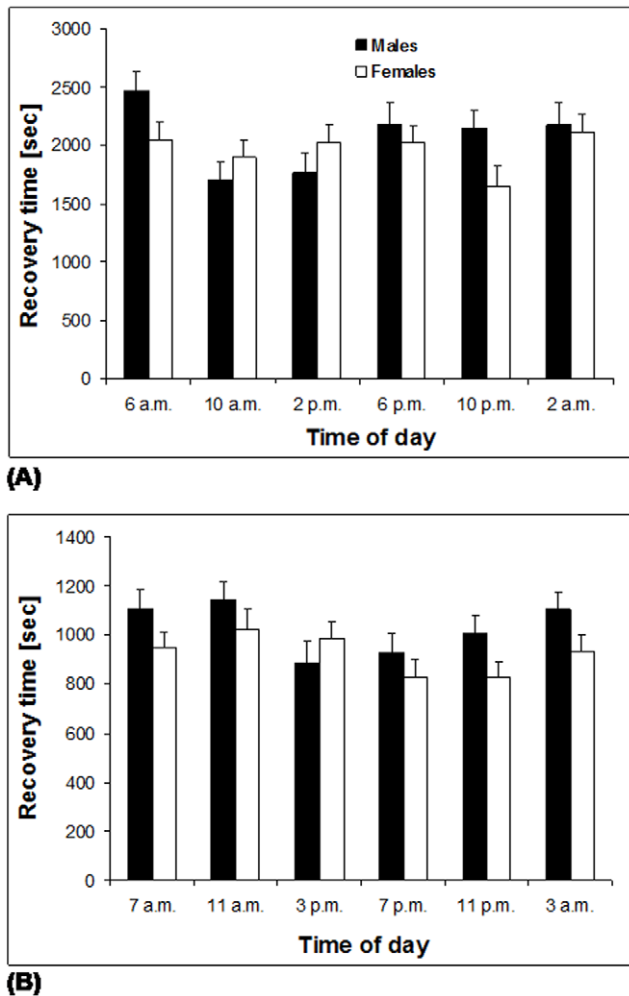 3000
2500
2000
1500
1000
500
0
Recovery time [sec]
Males
Females
6 a.m. 10 a.m. 2 p.m. 6 p.m. 10 p.m. 2 a.m.
Time of day
(A)
1400
1200
1000
800
600
400
200
0
Recovery time [sec]
7 a.m. 11 a.m. 3 p.m. 7 p.m. 11 p.m. 3 a.m.
Time of day
(B)